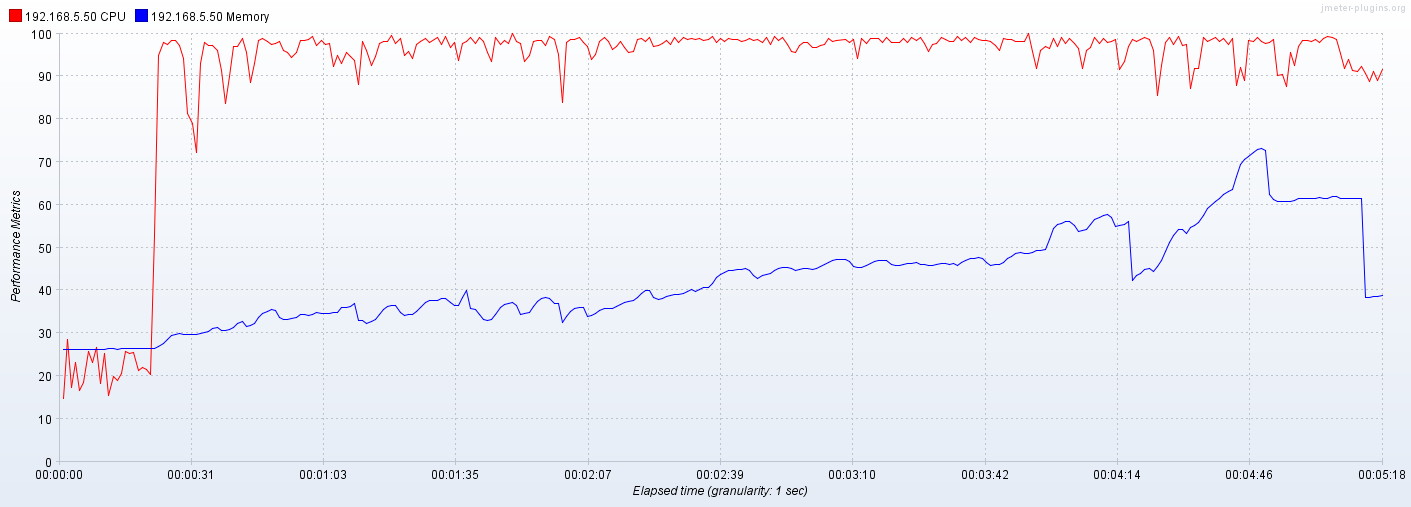 jmeter-plugins.org
192.168.5.50 CPU 192.168.5.50 Memory
100
90
80
70
60
50
40
30
20
10
0
Performance Metrics
00:00:00 00:00:31 00:01:03 00:01:35 00:02:07 00:02:39 00:03:10 00:03:42 00:04:14 00:04:46 00:05:18
Elapsed time (granularity: 1 sec)